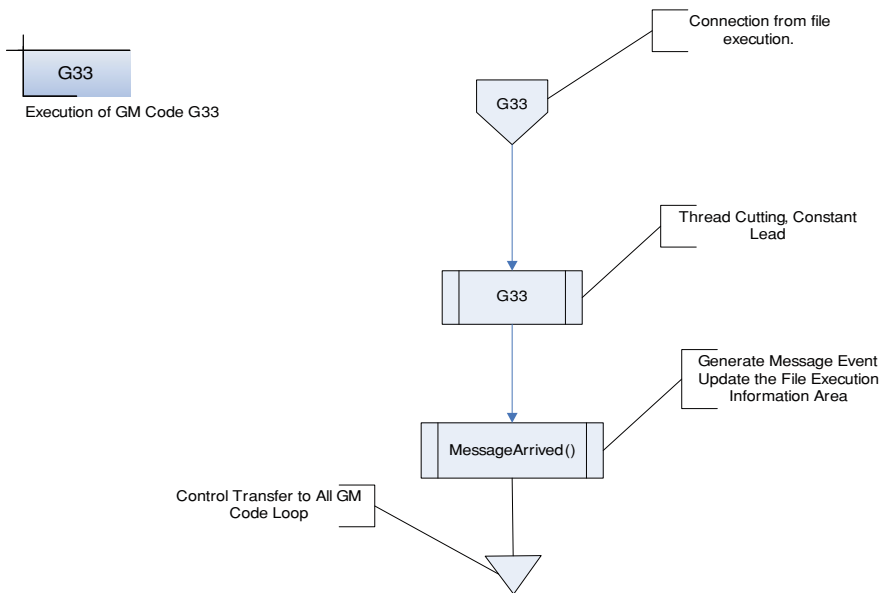 G33
Execution of GM Code G33
Connection from file
execution.
G33
Thread Cutting, Constant
Lead
G33
Generate Message Event
Update the File Execution
Information Area
MessageArrived()
Control Transfer to All GM
Code Loop